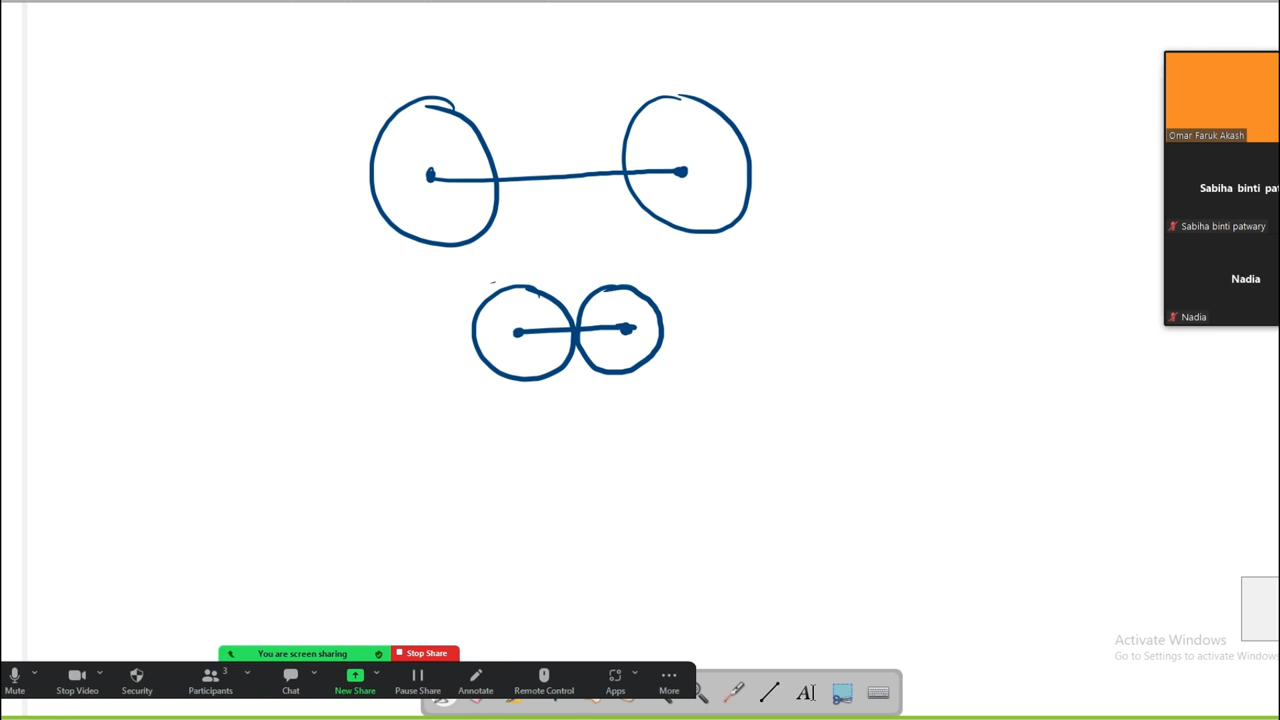 Omar Faruk Akash
Sabiha binti pat
Sabiha binti patwary
Nadia
Nadia
Activate Windows
Go to Settings to activate Windows
You are screen sharing
Stop Share
3
Mute
Stop Video
Security
Participants
Chat
New Share
Pause Share
Annotate
Remote Control
Apps
More
A